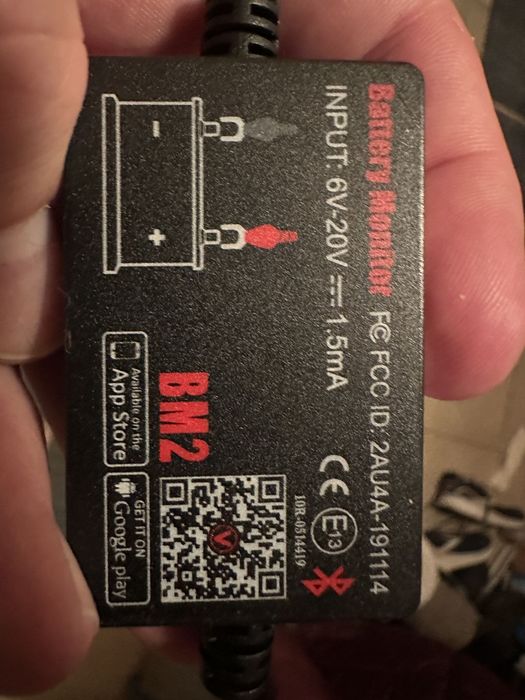 Battery Monitor FC FCC ID: 2AU4A-191114
INPUT: 6V-20V ⎓ 1.5mA CE E13
10R-0514419
- +
BM2
Available on the
App Store
GET IT ON
Google play